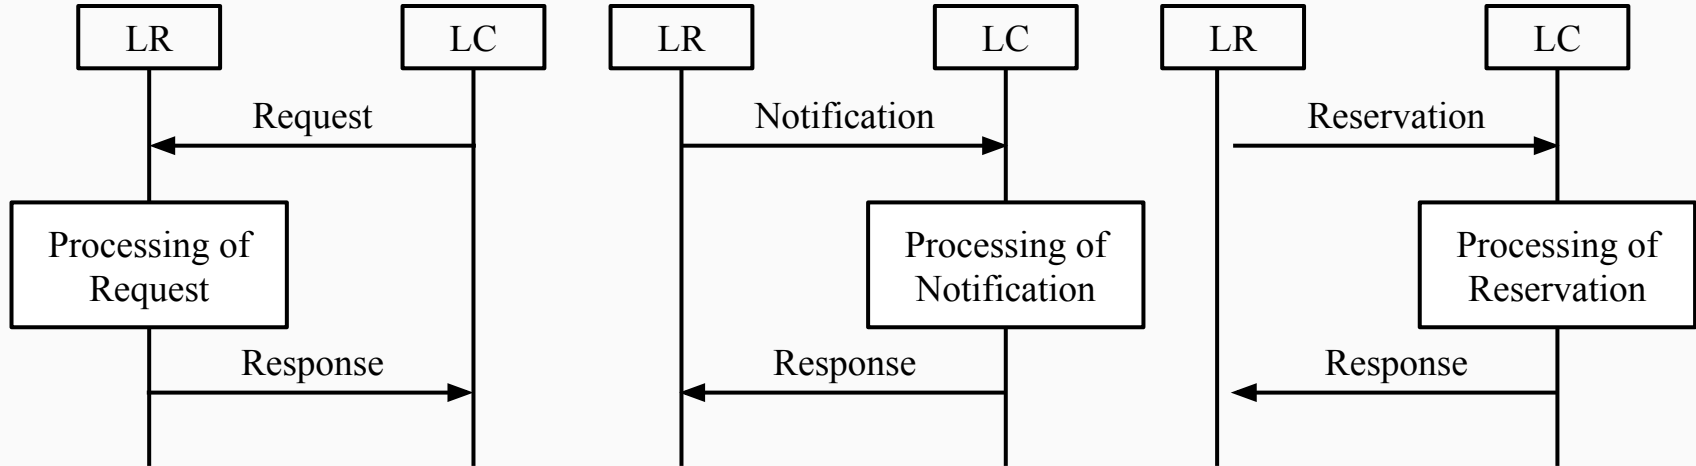 LR
LC
LR
LC
LR
LC
Request
Notification
Reservation
Processing of
Request
Processing of
Notification
Processing of
Reservation
Response
Response
Response